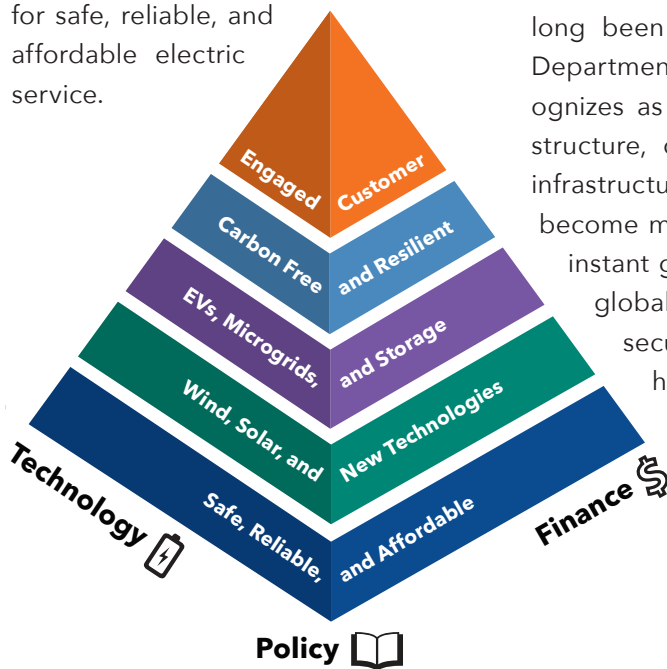 for safe, reliable, and
affordable electric
service.
long been
Departmen
ognizes as
structure,
infrastructu
become m
instant g
global
secu
h
Engaged Customer
Carbon Free and Resilient
EVs, Microgrids, and Storage
Wind, Solar, and New Technologies
Safe, Reliable, and Affordable
Technology
Finance
Policy